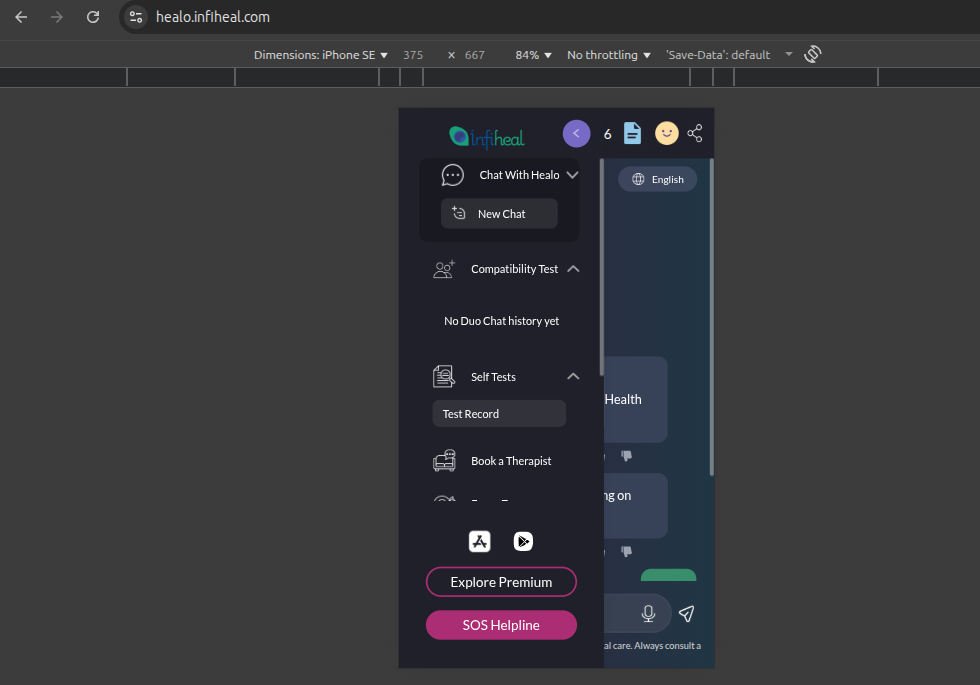 healo.infiheal.com
Dimensions: iPhone SE 375 × 667 84% No throttling 'Save-Data': default
infiheal 6
Chat With Healo
English
New Chat
Compatibility Test
No Duo Chat history yet
Self Tests
Health
Test Record
Book a Therapist
ng on
Explore Premium
SOS Helpline
al care. Always consult a